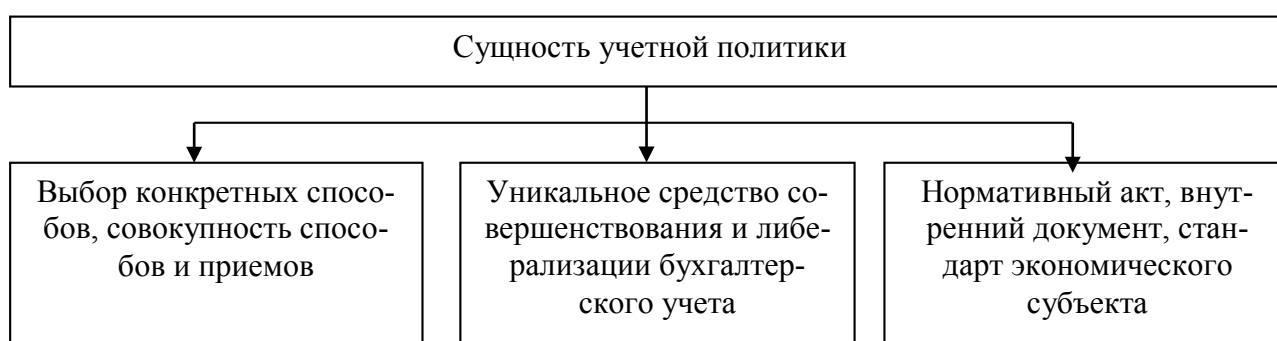 Сущность учетной политики
Выбор конкретных спосо-
бов, совокупность спосо-
бов и приемов
Уникальное средство со-
вершенствования и либе-
рализации бухгалтер-
ского учета
Нормативный акт, внут-
ренний документ, стан-
дарт экономического
субъекта